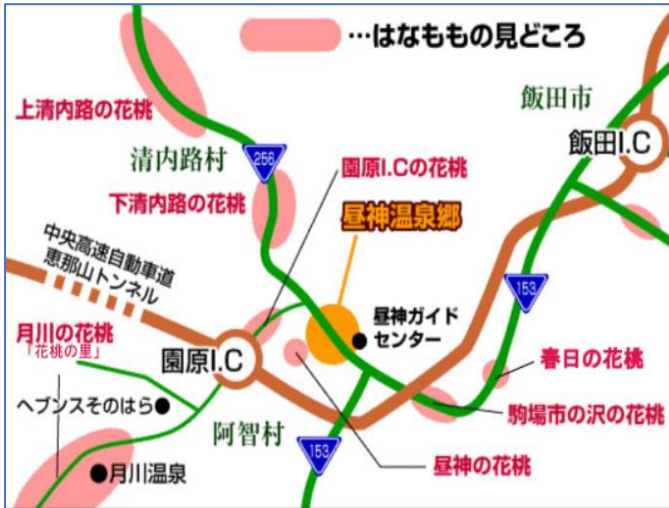 …はなももの見どころ
上清内路の花桃
飯田市
飯田I.C
清内路村
256
園原I.Cの花桃
下清内路の花桃
昼神温泉郷
中央高速自動車道
恵那山トンネル
153
月川の花桃
「花桃の里」
園原I.C
昼神ガイド
センター
春日の花桃
ヘブンスそのはら
阿智村
駒場市の沢の花桃
153
昼神の花桃
月川温泉